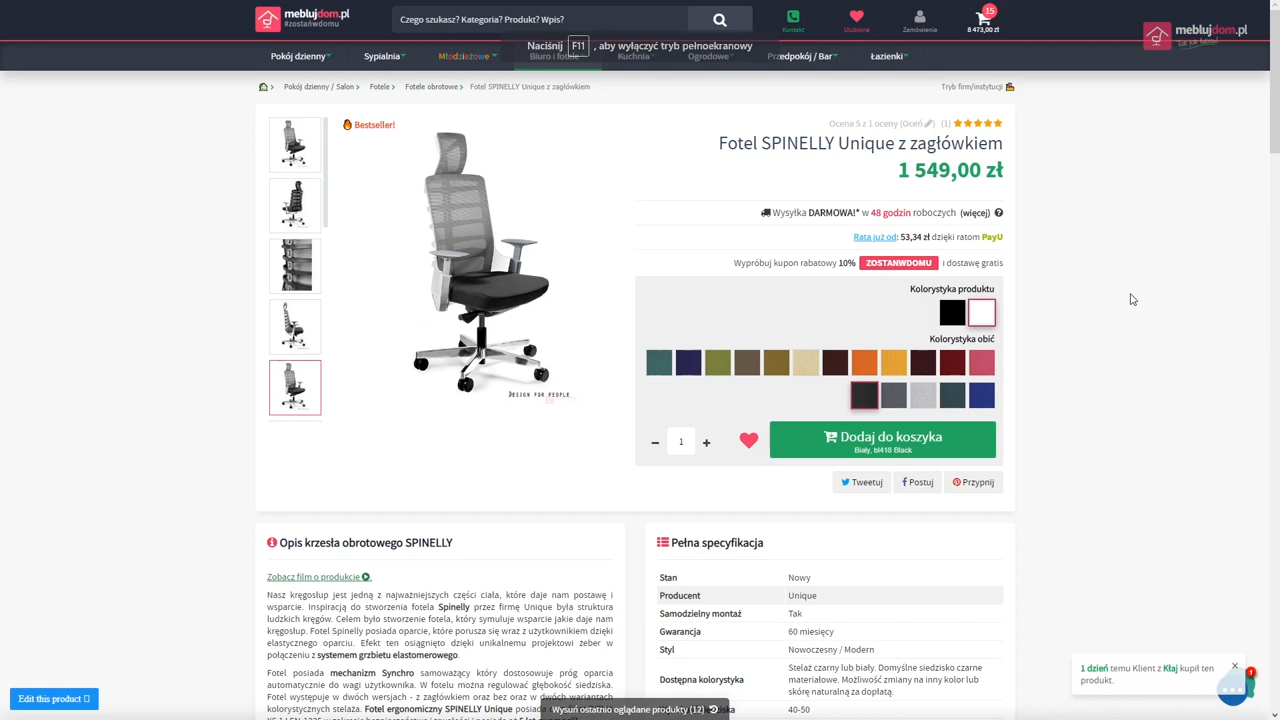 meblujdom.pl
#zostańwdomu
Czego szukasz? Kategoria? Produkt? Wpis?
Kontakt
Ulubione
Zamówienia
15
8 473,00 zł
meblujdom.pl
Naciśnij F11 , aby wyłączyć tryb pełnoekranowy
Pokój dzienny
Sypialnia
Młodzieżowe
Biuro i fotele
Kuchnia
Ogrodowe
Przedpokój / Bar
Łazienki
Pokój dzienny / Salon
Fotele
Fotele obrotowe
Fotel SPINELLY Unique z zagłówkiem
Tryb firm/instytucji
Bestseller!
DESIGN FOR PEOPLE
Ocena 5 z 1 oceny (Oceń) (1)
Fotel SPINELLY Unique z zagłówkiem
1 549,00 zł
Wysyłka DARMOWA!* w 48 godzin roboczych (więcej)
Rata już od: 53,34 zł dzięki ratom PayU
Wypróbuj kupon rabatowy 10% ZOSTANWDOMU i dostawę gratis
Kolorystyka produktu
Kolorystyka obić
1
Dodaj do koszyka
Biały, bl418 Black
Tweetuj
Postuj
Przypnij
Opis krzesła obrotowego SPINELLY
Zobacz film o produkcie
Nasz kręgosłup jest jedną z najważniejszych części ciała, które daje nam postawę i
wsparcie. Inspiracją do stworzenia fotela Spinelly przez firmę Unique była struktura
ludzkich kręgów. Celem było stworzenie fotela, który symuluje wsparcie jakie daje nam
kręgosłup. Fotel Spinelly posiada oparcie, które porusza się wraz z użytkownikiem dzięki
elastycznego oparciu. Efekt ten osiągnięto dzięki unikalnemu projektowi żeber w
połączeniu z systemem grzbietu elastomerowego.
Fotel posiada mechanizm Synchro samoważący który dostosowuje próg oparcia
automatycznie do wagi użytkownika. W fotelu można regulować głębokość siedziska.
Fotel występuje w dwóch wersjach - z zagłówkiem oraz bez oraz w dwóch wariantach
kolorystycznych stelaża. Fotel ergonomiczny SPINELLY Unique posiada
Pełna specyfikacja
Stan Nowy
Producent Unique
Samodzielny montaż Tak
Gwarancja 60 miesięcy
Styl Nowoczesny / Modern
Dostępna kolorystyka Stelaż czarny lub biały. Domyślne siedzisko czarne
materiałowe. Możliwość zmiany na inny kolor lub
skórę naturalną za dopłatą.
40-50
Edit this product
Wysuń ostatnio oglądane produkty (12)
1 dzień temu Klient z Kłaj kupił ten
produkt.
1